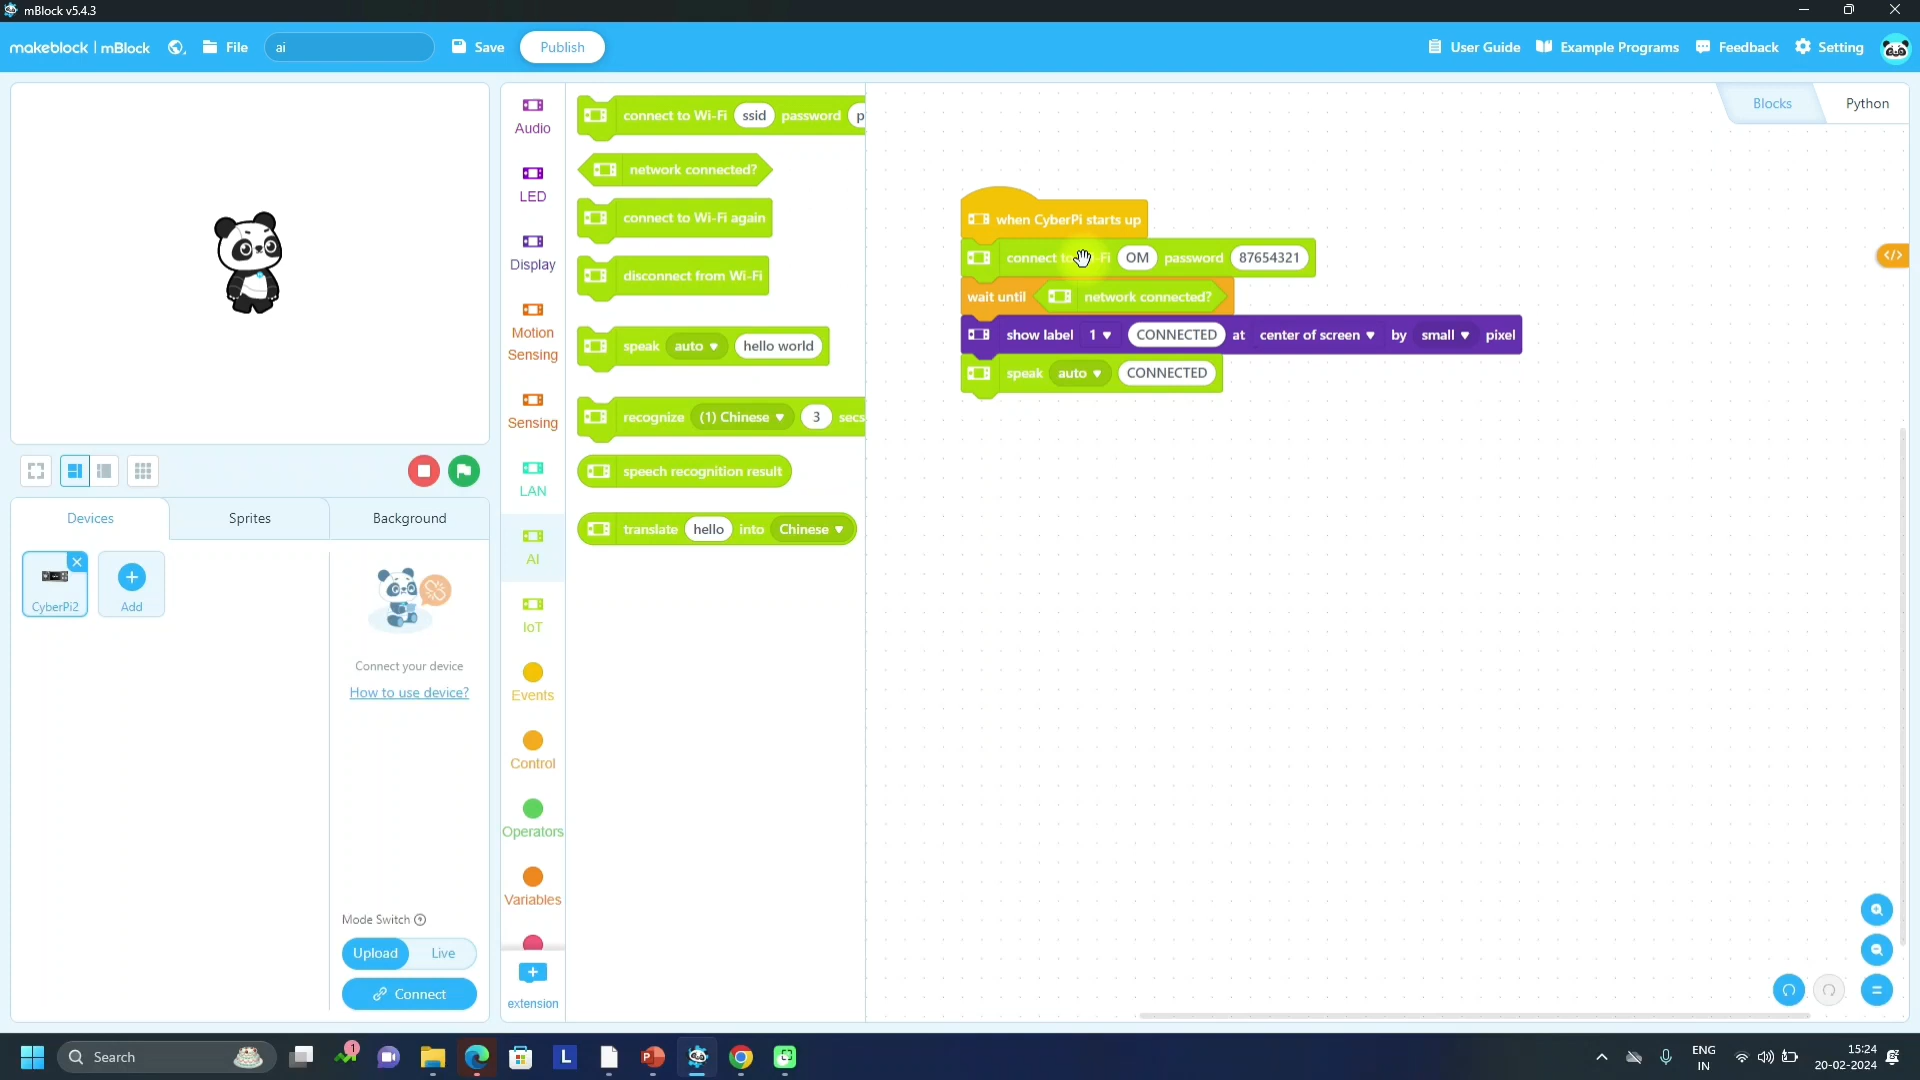 mBlock v5.4.3
makeblock | mBlock File ai Save Publish User Guide Example Programs Feedback Setting
Blocks Python
Audio
LED
Display
Motion
Sensing
Sensing
LAN
AI
IoT
Events
Control
Operators
Variables
extension
connect to Wi-Fi ssid password p
network connected?
connect to Wi-Fi again
disconnect from Wi-Fi
speak auto hello world
recognize (1) Chinese 3 secs
speech recognition result
translate hello into Chinese
when CyberPi starts up
connect to Wi-Fi OM password 87654321
wait until network connected?
show label 1 CONNECTED at center of screen by small pixel
speak auto CONNECTED
</>
Devices Sprites Background
CyberPi2 Add
Connect your device
How to use device?
Mode Switch
Upload Live
Connect
Search
1
L
ENG
IN
15:24
20-02-2024